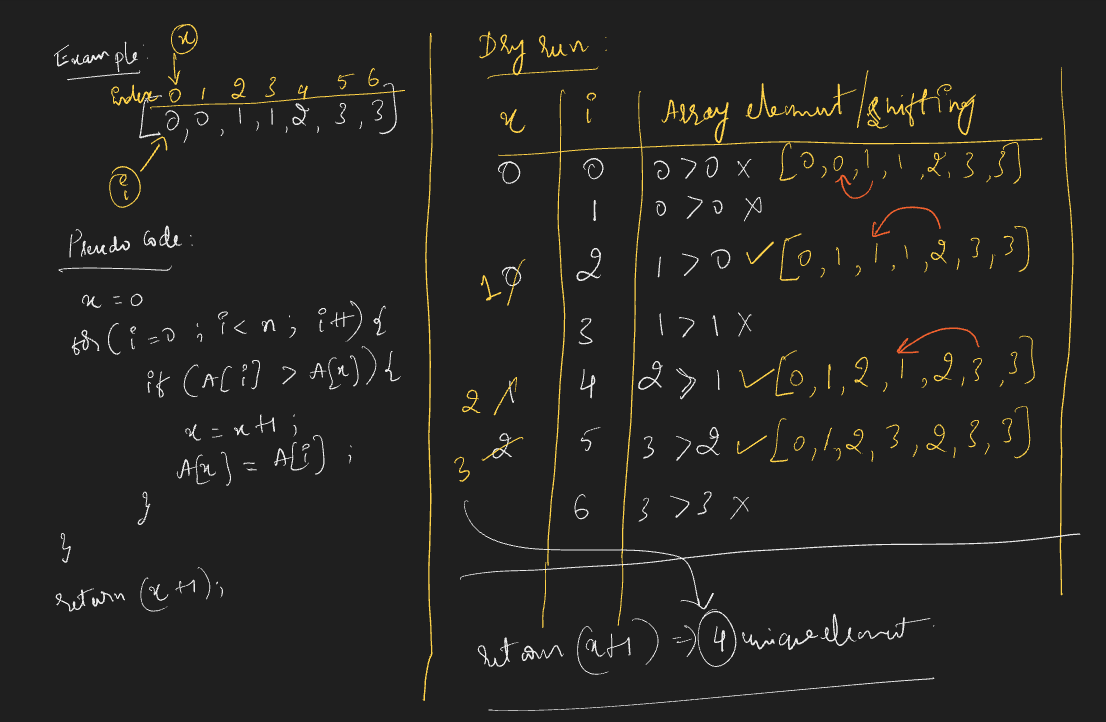 Example:
x
Index 0 1 2 3 4 5 6
[0,0,1,1,2,3,3]
i
Pseudo code:
x=0
for(i=0; i<n; i++){
if(A[i] > A[x]){
x=x+1;
A[x] = A[i];
}
}
return (x+1);
Dry run:
x i Array element/shifting
0 0 0>0 x [0,0,1,1,2,3,3]
1 0>0 x
1 0 2 1>0 ✓ [0,1,1,1,2,3,3]
3 1>1 x
2 1 4 2>1 ✓ [0,1,2,1,2,3,3]
3 2 5 3>2 ✓ [0,1,2,3,2,3,3]
6 3>3 x
return (x+1) => 4 unique element.